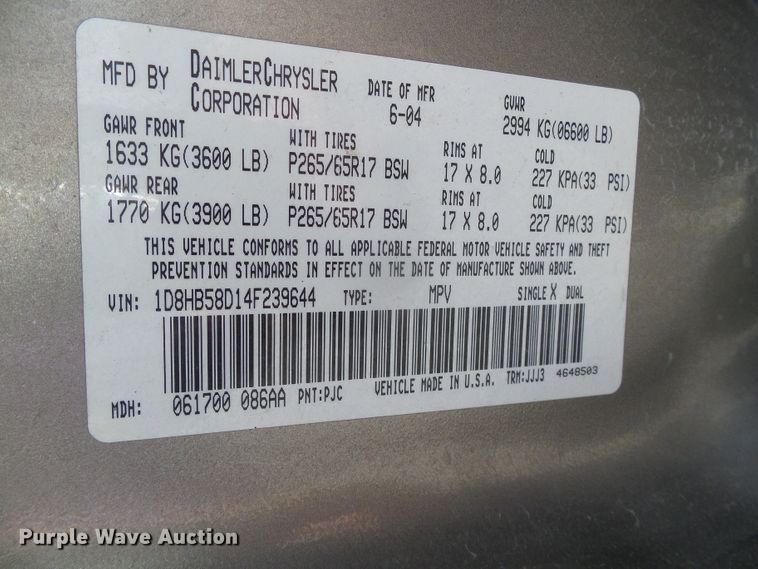 MFD BY DAIMLERCHRYSLER CORPORATION DATE OF MFR 6-04 GVWR 2994 KG(06600 LB)
GAWR FRONT WITH TIRES RIMS AT COLD
1633 KG(3600 LB) P265/65R17 BSW 17 X 8.0 227 KPA(33 PSI)
GAWR REAR WITH TIRES RIMS AT COLD
1770 KG(3900 LB) P265/65R17 BSW 17 X 8.0 227 KPA(33 PSI)
THIS VEHICLE CONFORMS TO ALL APPLICABLE FEDERAL MOTOR VEHICLE SAFETY AND THEFT
PREVENTION STANDARDS IN EFFECT ON THE DATE OF MANUFACTURE SHOWN ABOVE.
VIN: 1D8HB58D14F239644 TYPE: MPV SINGLE X DUAL
MDH: 061700 086AA PNT:PJC VEHICLE MADE IN U.S.A. TRM:JJJ3 4648503
Purple Wave Auction